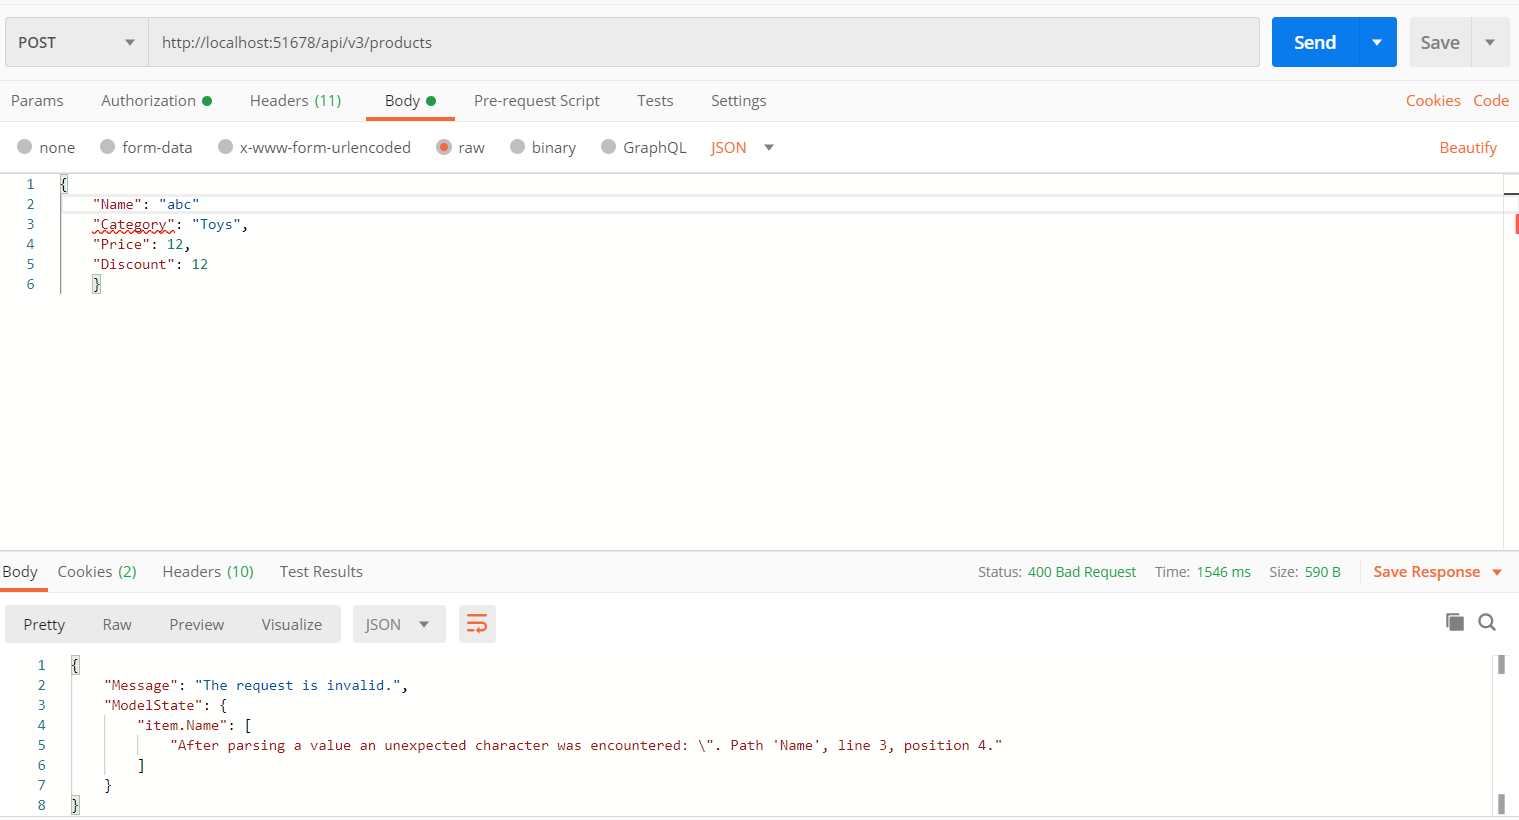 POST http://localhost:51678/api/v3/products Send Save
Params Authorization Headers (11) Body Pre-request Script Tests Settings Cookies Code
none form-data x-www-form-urlencoded raw binary GraphQL JSON Beautify
1 {
2 "Name": "abc"
3 "Category": "Toys",
4 "Price": 12,
5 "Discount": 12
6 }
Body Cookies (2) Headers (10) Test Results Status: 400 Bad Request Time: 1546 ms Size: 590 B Save Response
Pretty Raw Preview Visualize JSON
1 {
2 "Message": "The request is invalid.",
3 "ModelState": {
4 "item.Name": [
5 "After parsing a value an unexpected character was encountered: \". Path 'Name', line 3, position 4."
6 ]
7 }
8 }